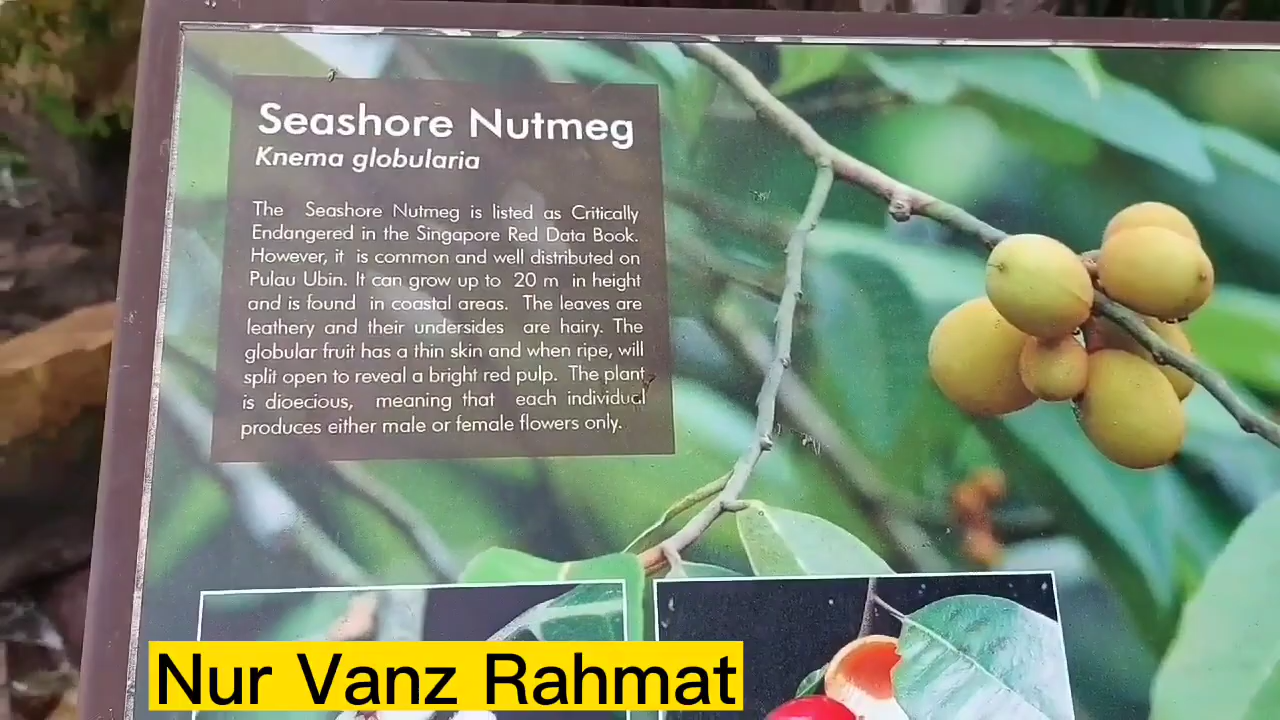 Seashore Nutmeg
Knema globularia
The Seashore Nutmeg is listed as Critically
Endangered in the Singapore Red Data Book.
However, it is common and well distributed on
Pulau Ubin. It can grow up to 20 m in height
and is found in coastal areas. The leaves are
leathery and their undersides are hairy. The
globular fruit has a thin skin and when ripe, will
split open to reveal a bright red pulp. The plant
is dioecious, meaning that each individual
produces either male or female flowers only.
Nur Vanz Rahmat